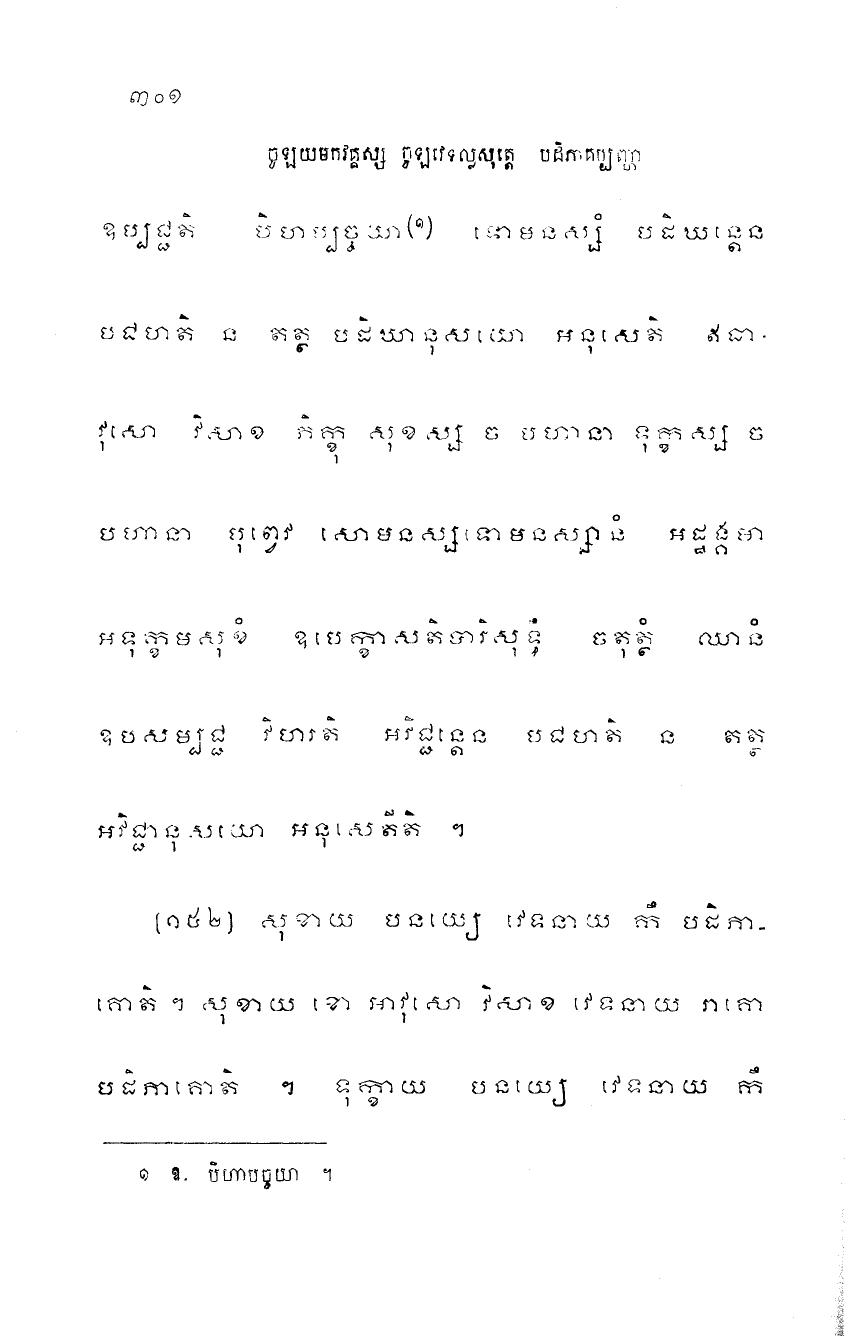 ៣០១
ចូឡយមកវគ្គស្ស ចូឡវេទល្លសុត្តេ បដិភាគប្បញ្ហា
ឧប្បជ្ជតិ បិហប្បច្ចយា(១) ទោមនស្សំ បដិឃន្តេន
បជហតិ ន តត្ថ បដិឃានុសយោ អនុសេតិ ឥធា-
វុសោ វិសាខ ភិក្ខុ សុខស្ស ច បហានា ទុក្ខស្ស ច
បហានា បុព្វេវ សោមនស្សទោមនស្សានំ អដ្ឋង្គមា
អទុក្ខមសុខំ ឧបេក្ខាសតិបារិសុទ្ធឹ ចតុត្ថំ ឈានំ
ឧបសម្បជ្ជ វិហរតិ អវិជ្ជន្តេន បជហតិ ន តត្ថ
អវិជ្ជានុសយោ អនុសេតីតិ ។
[១៥២] សុខាយ បនយ្យេ វេទនាយ កឹ បដិភា-
គោតិ ។ សុខាយ ខោ អាវុសោ វិសាខ វេទនាយ រាគោ
បដិភាគោតិ ។ ទុក្ខាយ បនយ្យេ វេទនាយ កឹ
១ ឱ. បិហាបច្ចយា ។